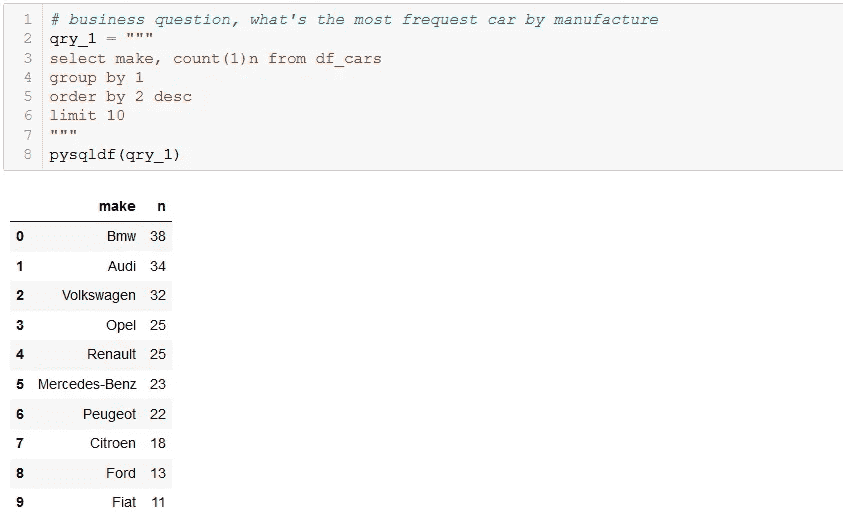 1 # business question, what's the most frequest car by manufacture
2 qry_1 = """
3 select make, count(1)n from df_cars
4 group by 1
5 order by 2 desc
6 limit 10
7 """
8 pysqldf(qry_1)
make n
0 Bmw 38
1 Audi 34
2 Volkswagen 32
3 Opel 25
4 Renault 25
5 Mercedes-Benz 23
6 Peugeot 22
7 Citroen 18
8 Ford 13
9 Fiat 11